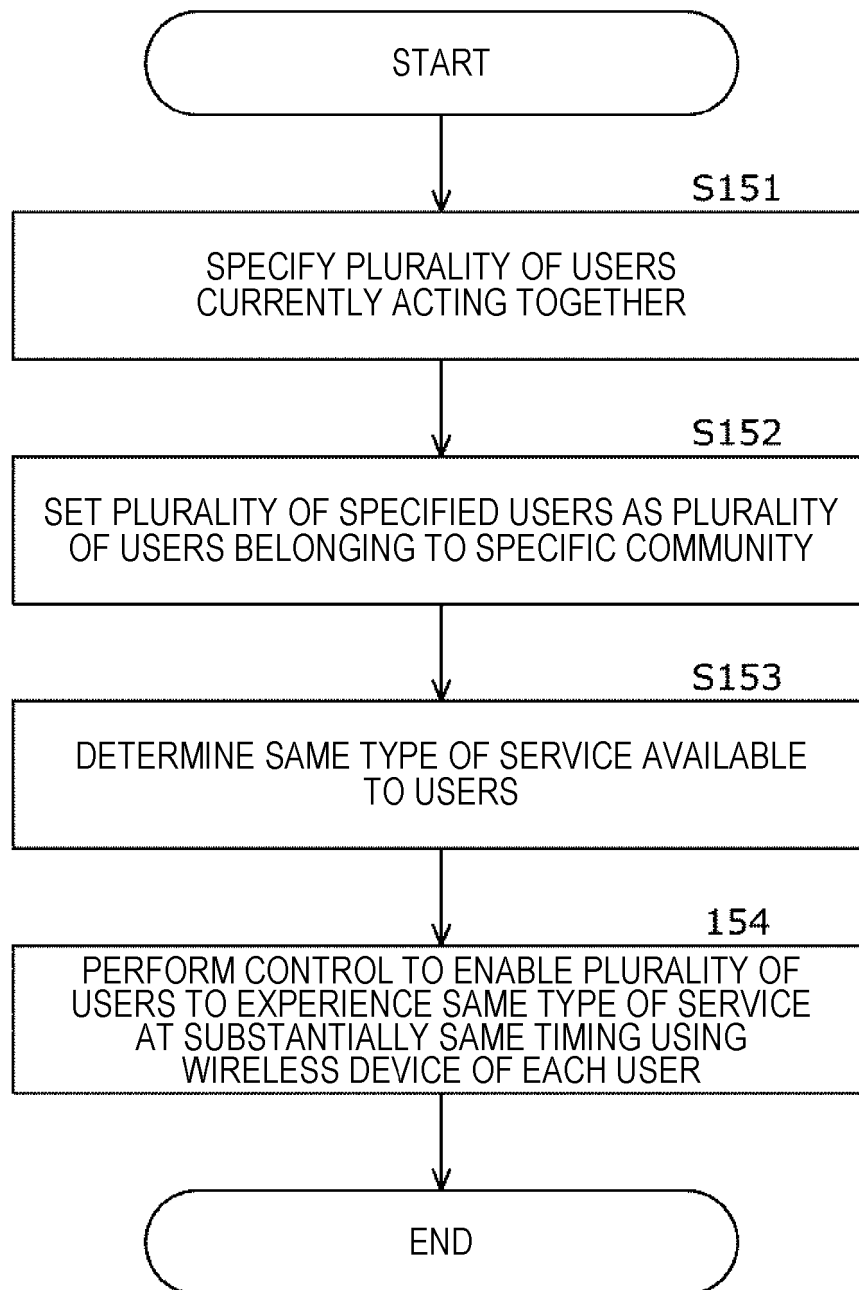 START
S151
SPECIFY PLURALITY OF USERS
CURRENTLY ACTING TOGETHER
S152
SET PLURALITY OF SPECIFIED USERS AS PLURALITY
OF USERS BELONGING TO SPECIFIC COMMUNITY
S153
DETERMINE SAME TYPE OF SERVICE AVAILABLE
TO USERS
154
PERFORM CONTROL TO ENABLE PLURALITY OF
USERS TO EXPERIENCE SAME TYPE OF SERVICE
AT SUBSTANTIALLY SAME TIMING USING
WIRELESS DEVICE OF EACH USER
END